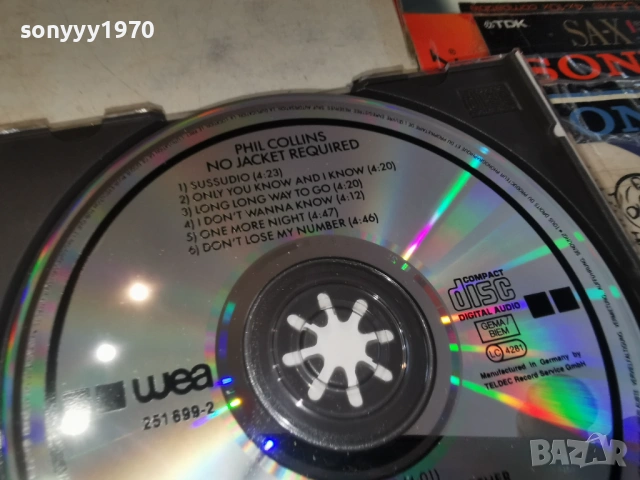 sonyyy1970
TDK
SA-X
SON
ON
PHIL COLLINS
NO JACKET REQUIRED
1) SUSSUDIO (4:23)
2) ONLY YOU KNOW AND I KNOW (4:20)
3) LONG LONG WAY TO GO (4:20)
4) I DON'T WANNA KNOW (4:12)
5) ONE MORE NIGHT (4:47)
6) DON'T LOSE MY NUMBER (4:46)
COMPACT
disc
DIGITAL AUDIO
GEMA/
BIEM
LC 4281
Manufactured in Germany by
TELDEC Record Service GmbH
wea
251 699-2
BAZAR